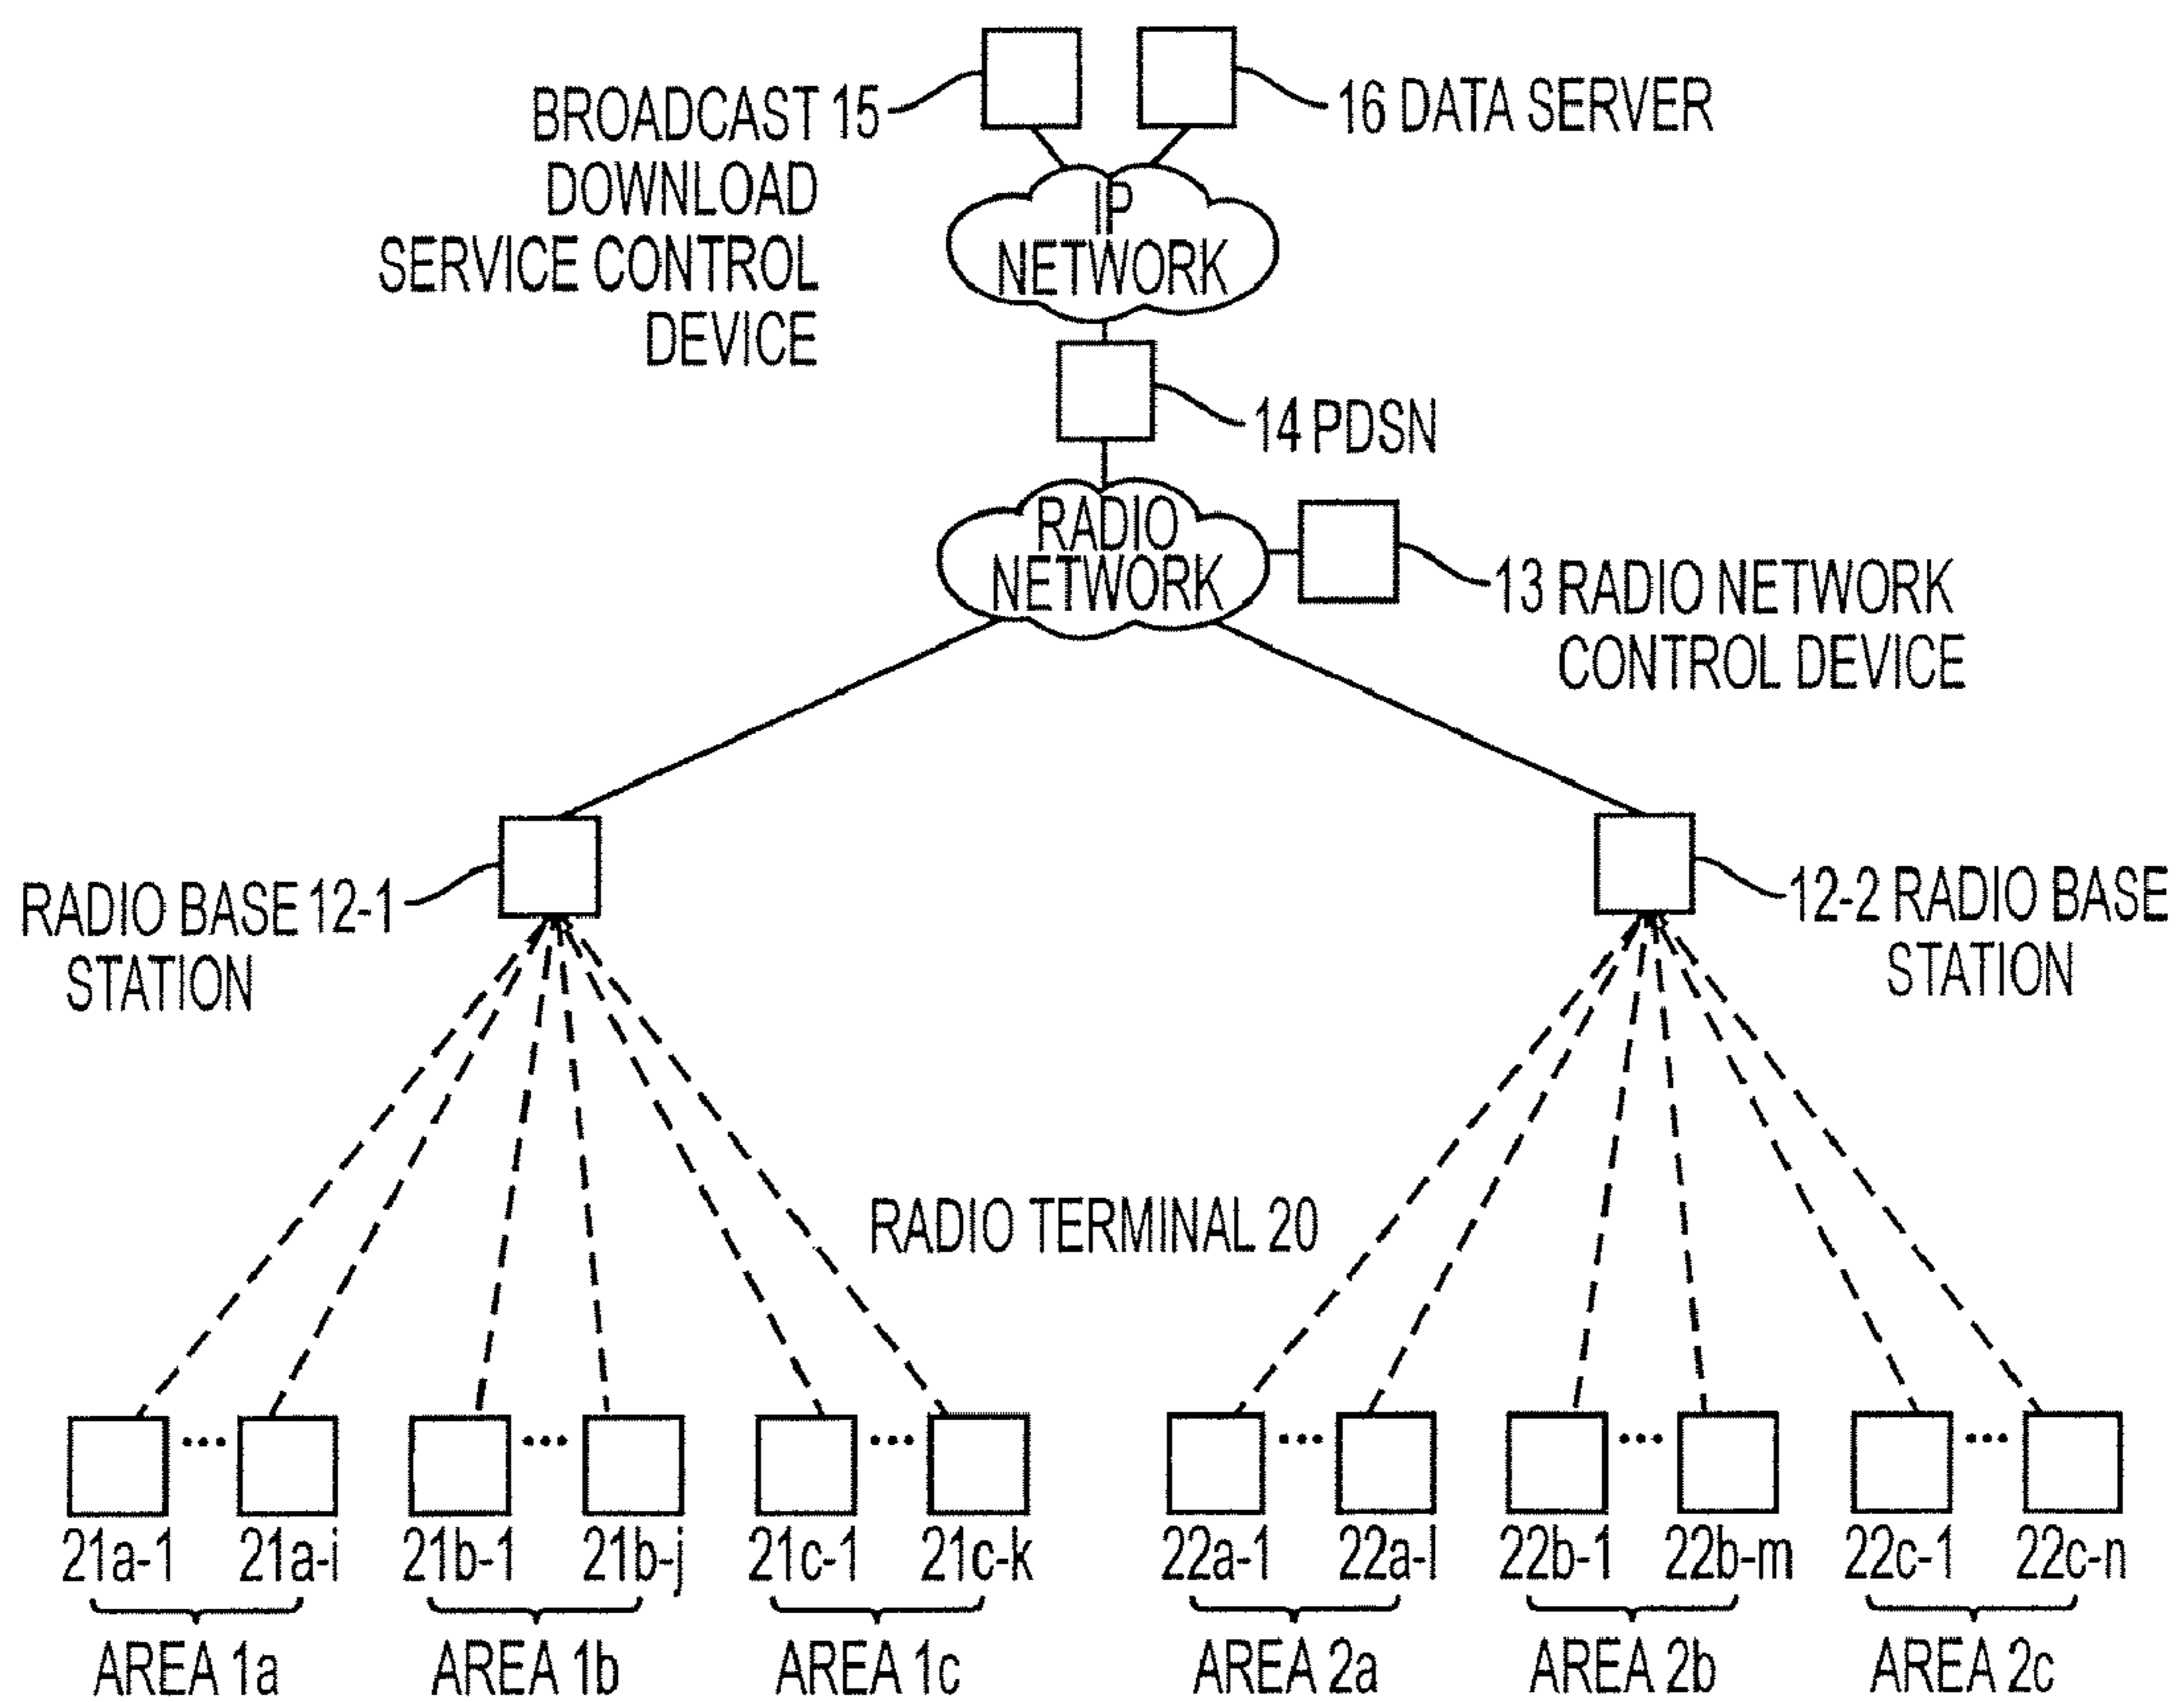 BROADCAST 15
DOWNLOAD
SERVICE CONTROL
DEVICE
16 DATA SERVER
IP
NETWORK
14 PDSN
RADIO
NETWORK
13 RADIO NETWORK
CONTROL DEVICE
RADIO BASE 12-1
STATION
12-2 RADIO BASE
STATION
RADIO TERMINAL 20
21a-1 ... 21a-i 21b-1 ... 21b-j 21c-1 ... 21c-k 22a-1 ... 22a-l 22b-1 ... 22b-m 22c-1 ... 22c-n
AREA 1a AREA 1b AREA 1c AREA 2a AREA 2b AREA 2c